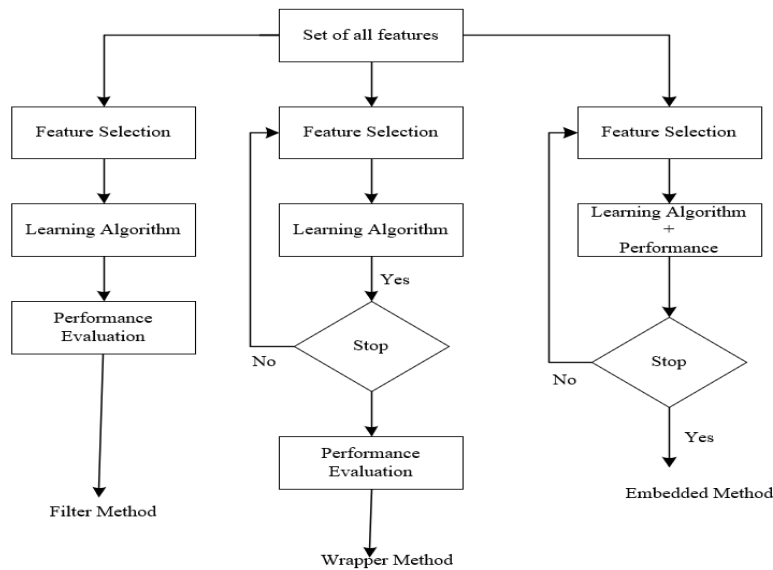 Set of all features
Feature Selection
Learning Algorithm
Performance
Evaluation
Filter Method
Feature Selection
Learning Algorithm
Yes
Stop
No
Performance
Evaluation
Wrapper Method
Feature Selection
Learning Algorithm
+
Performance
Stop
No
Yes
Embedded Method